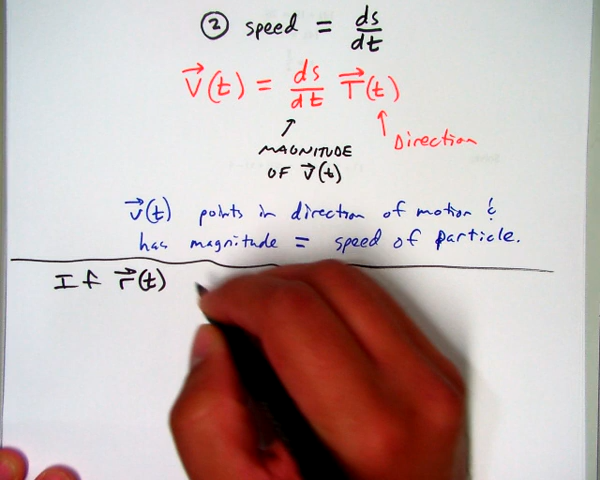 ② speed = ds/dt
v⃗(t) = ds/dt T⃗(t)
Direction
MAGNITUDE
OF v⃗(t)
v⃗(t) points in direction of motion &
has magnitude = speed of particle.
If r⃗(t)